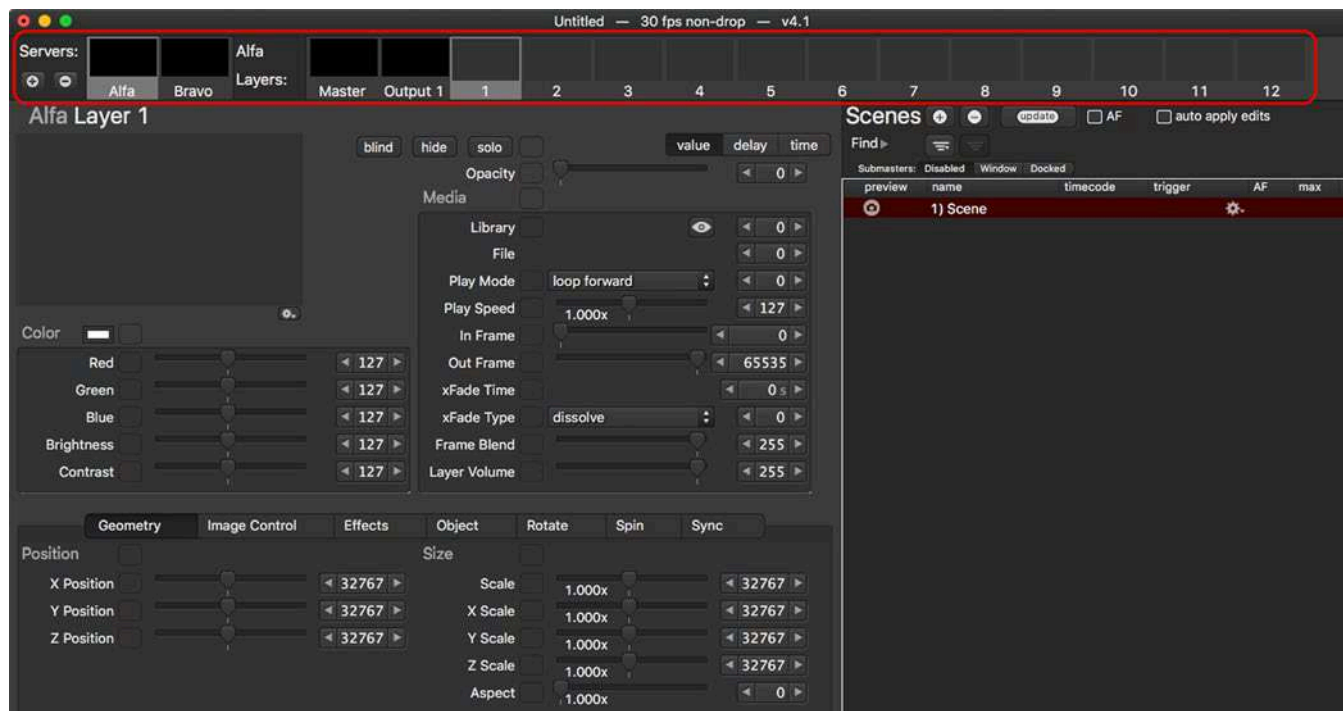 Untitled — 30 fps non-drop — v4.1
Servers:
Alfa
Bravo
Alfa
Layers:
Master Output 1 1 2 3 4 5 6 7 8 9 10 11 12
Alfa Layer 1
blind hide solo
value delay time
Opacity 0
Media
Library 0
File 0
Play Mode loop forward 0
Play Speed 1.000x 127
In Frame 0
Out Frame 65535
xFade Time 0 s
xFade Type dissolve 0
Frame Blend 255
Layer Volume 255
Color
Red 127
Green 127
Blue 127
Brightness 127
Contrast 127
Geometry Image Control Effects Object Rotate Spin Sync
Position
X Position 32767
Y Position 32767
Z Position 32767
Size
Scale 1.000x 32767
X Scale 1.000x 32767
Y Scale 1.000x 32767
Z Scale 1.000x 32767
Aspect 1.000x 0
Scenes update AF auto apply edits
Find
Submasters: Disabled Window Docked
preview name timecode trigger AF max
1) Scene